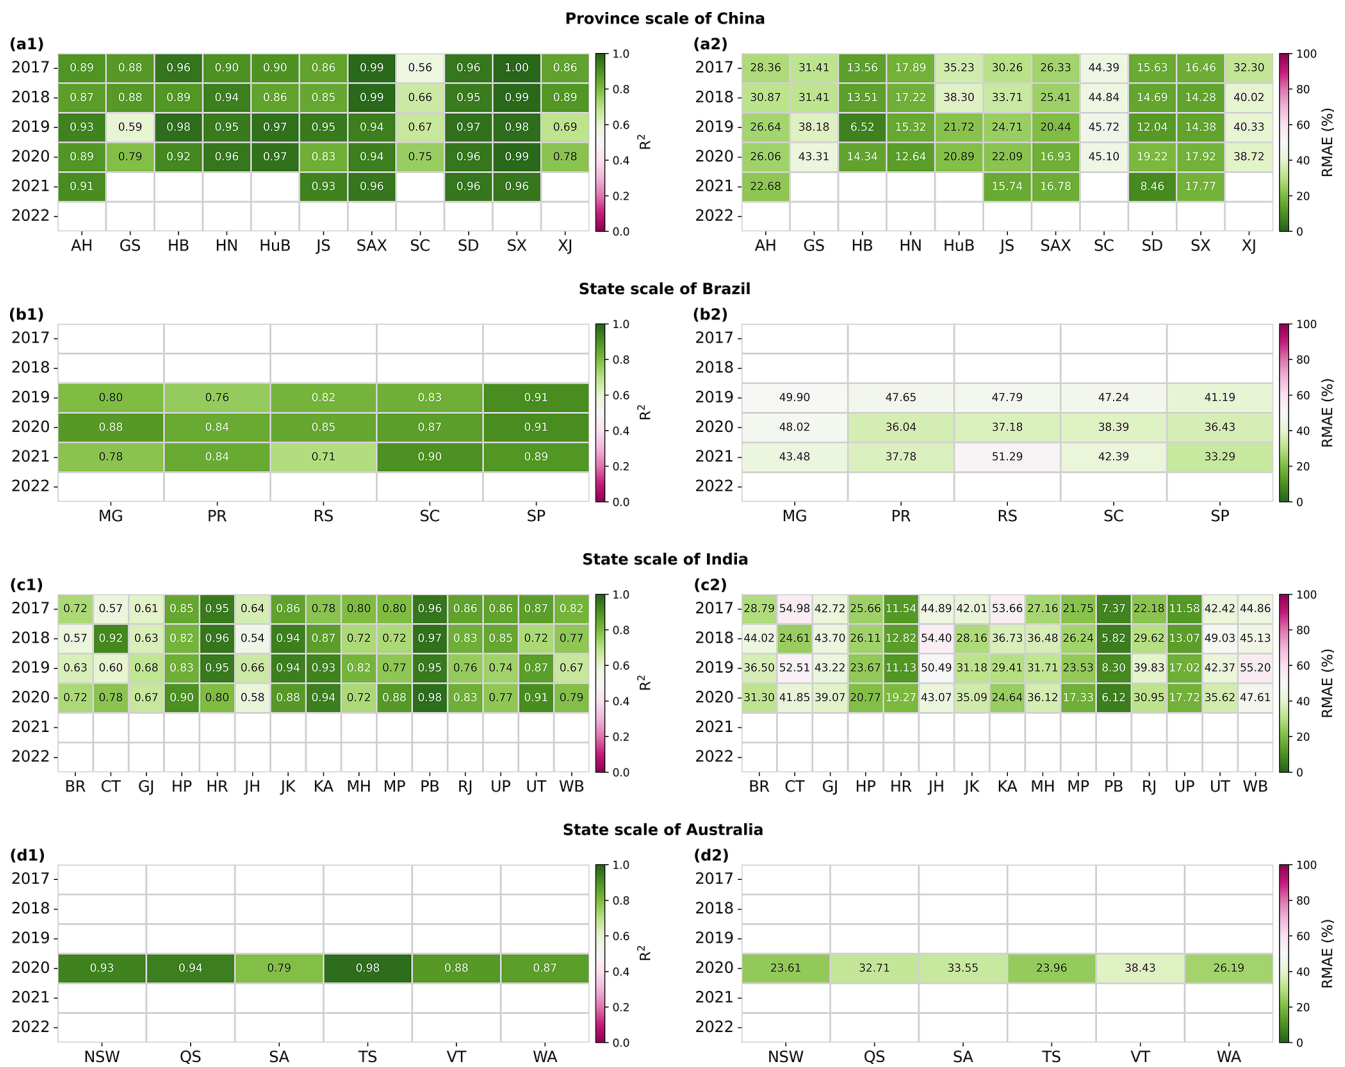 Province scale of China
(a1) (a2)
2017 0.89 0.88 0.96 0.90 0.90 0.86 0.99 0.56 0.96 1.00 0.86
2018 0.87 0.88 0.89 0.94 0.86 0.85 0.99 0.66 0.95 0.99 0.89
2019 0.93 0.59 0.98 0.95 0.97 0.95 0.94 0.67 0.97 0.98 0.69
2020 0.89 0.79 0.92 0.96 0.97 0.83 0.94 0.75 0.96 0.99 0.78
2021 0.91 0.93 0.96 0.96 0.96
2022
AH GS HB HN HuB JS SAX SC SD SX XJ
1.0
0.8
0.6
0.4
0.2
0.0
R²
2017 28.36 31.41 13.56 17.89 35.23 30.26 26.33 44.39 15.63 16.46 32.30
2018 30.87 31.41 13.51 17.22 38.30 33.71 25.41 44.84 14.69 14.28 40.02
2019 26.64 38.18 6.52 15.32 21.72 24.71 20.44 45.72 12.04 14.38 40.33
2020 26.06 43.31 14.34 12.64 20.89 22.09 16.93 45.10 19.22 17.92 38.72
2021 22.68 15.74 16.78 8.46 17.77
2022
AH GS HB HN HuB JS SAX SC SD SX XJ
100
80
60
40
20
0
RMAE (%)
State scale of Brazil
(b1) (b2)
2017
2018
2019 0.80 0.76 0.82 0.83 0.91
2020 0.88 0.84 0.85 0.87 0.91
2021 0.78 0.84 0.71 0.90 0.89
2022
MG PR RS SC SP
1.0
0.8
0.6
0.4
0.2
0.0
R²
2017
2018
2019 49.90 47.65 47.79 47.24 41.19
2020 48.02 36.04 37.18 38.39 36.43
2021 43.48 37.78 51.29 42.39 33.29
2022
MG PR RS SC SP
100
80
60
40
20
0
RMAE (%)
State scale of India
(c1) (c2)
2017 0.72 0.57 0.61 0.85 0.95 0.64 0.86 0.78 0.80 0.80 0.96 0.86 0.86 0.87 0.82
2018 0.57 0.92 0.63 0.82 0.96 0.54 0.94 0.87 0.72 0.72 0.97 0.83 0.85 0.72 0.77
2019 0.63 0.60 0.68 0.83 0.95 0.66 0.94 0.93 0.82 0.77 0.95 0.76 0.74 0.87 0.67
2020 0.72 0.78 0.67 0.90 0.80 0.58 0.88 0.94 0.72 0.88 0.98 0.83 0.77 0.91 0.79
2021
2022
BR CT GJ HP HR JH JK KA MH MP PB RJ UP UT WB
1.0
0.8
0.6
0.4
0.2
0.0
R²
2017 28.79 54.98 42.72 25.66 11.54 44.89 42.01 53.66 27.16 21.75 7.37 22.18 11.58 42.42 44.86
2018 44.02 24.61 43.70 26.11 12.82 54.40 28.16 36.73 36.48 26.24 5.82 29.62 13.07 49.03 45.13
2019 36.50 52.51 43.22 23.67 11.13 50.49 31.18 29.41 31.71 23.53 8.30 39.83 17.02 42.37 55.20
2020 31.30 41.85 39.07 20.77 19.27 43.07 35.09 24.64 36.12 17.33 6.12 30.95 17.72 35.62 47.61
2021
2022
BR CT GJ HP HR JH JK KA MH MP PB RJ UP UT WB
100
80
60
40
20
0
RMAE (%)
State scale of Australia
(d1) (d2)
2017
2018
2019
2020 0.93 0.94 0.79 0.98 0.88 0.87
2021
2022
NSW QS SA TS VT WA
1.0
0.8
0.6
0.4
0.2
0.0
R²
2017
2018
2019
2020 23.61 32.71 33.55 23.96 38.43 26.19
2021
2022
NSW QS SA TS VT WA
100
80
60
40
20
0
RMAE (%)